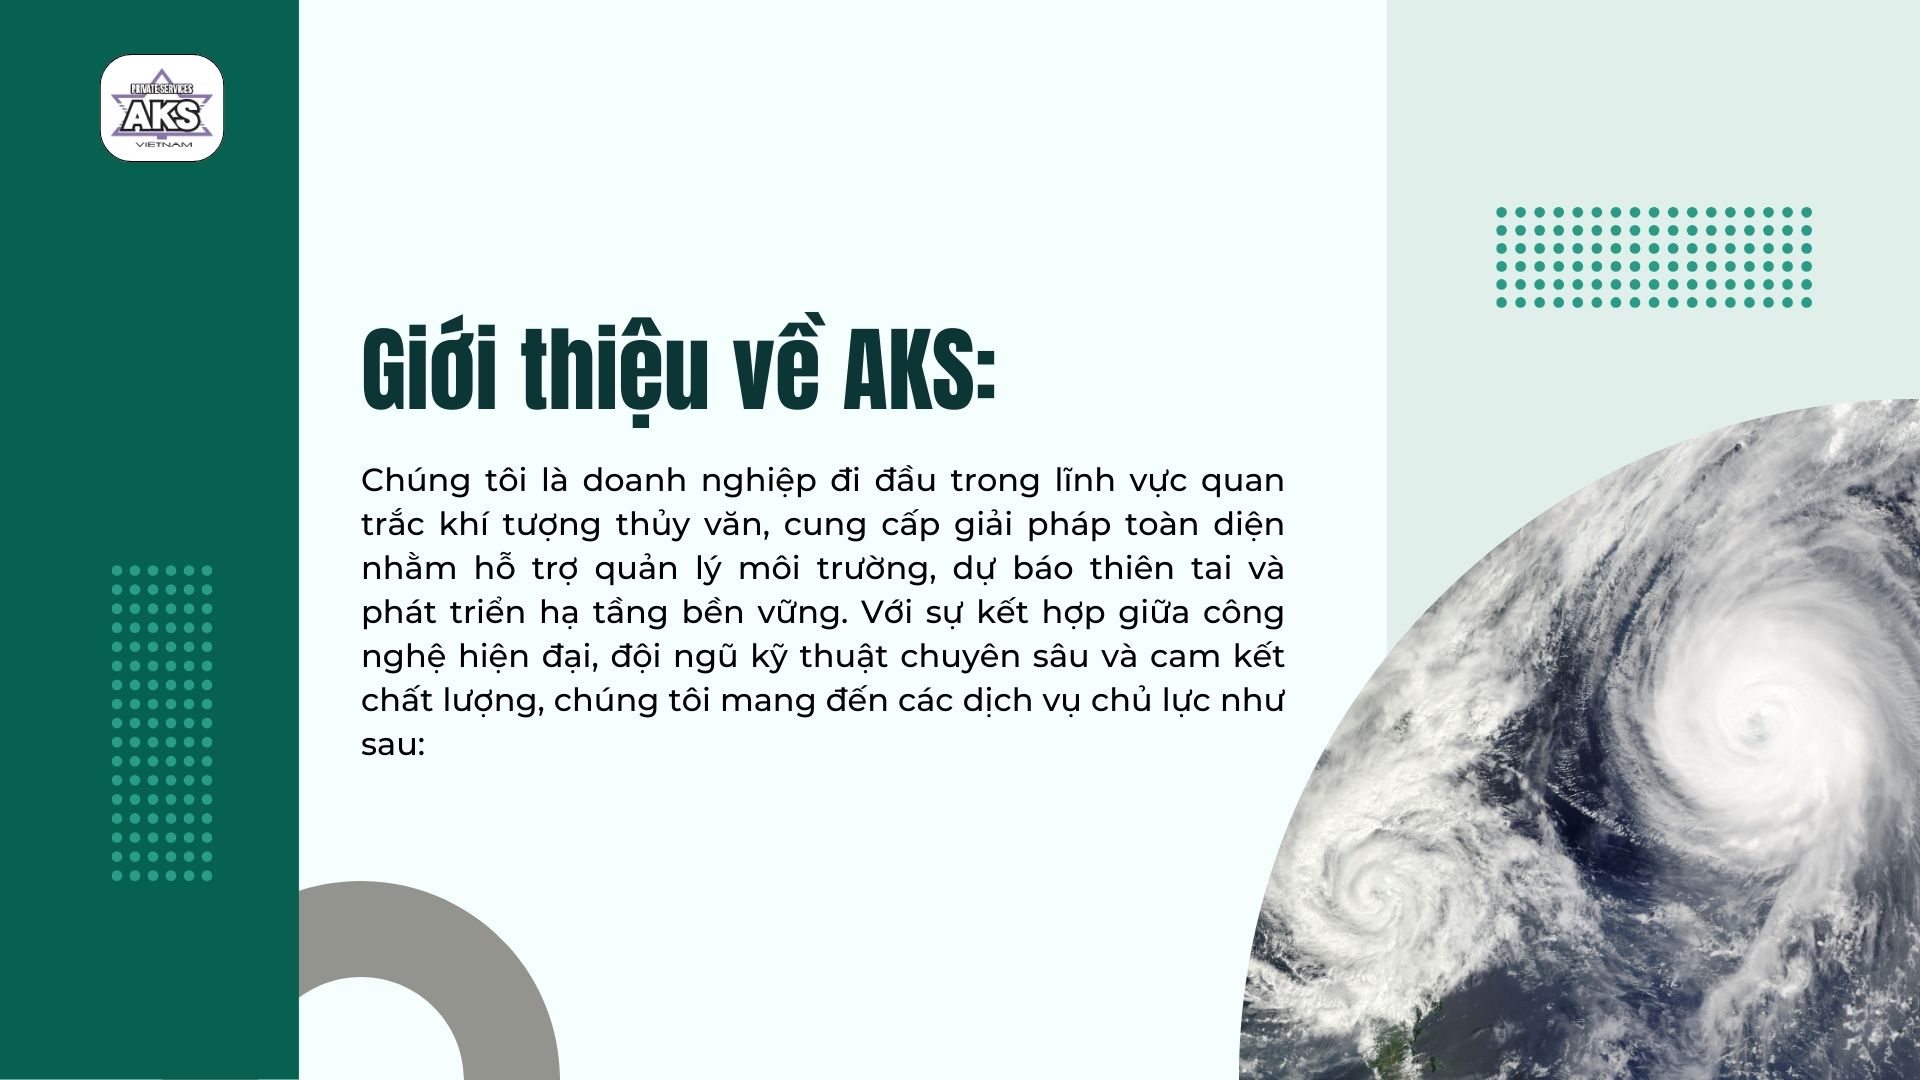 PRIVATE SERVICES
AKS
VIETNAM
Giới thiệu về AKS:
Chúng tôi là doanh nghiệp đi đầu trong lĩnh vực quan
trắc khí tượng thủy văn, cung cấp giải pháp toàn diện
nhằm hỗ trợ quản lý môi trường, dự báo thiên tai và
phát triển hạ tầng bền vững. Với sự kết hợp giữa công
nghệ hiện đại, đội ngũ kỹ thuật chuyên sâu và cam kết
chất lượng, chúng tôi mang đến các dịch vụ chủ lực như
sau: